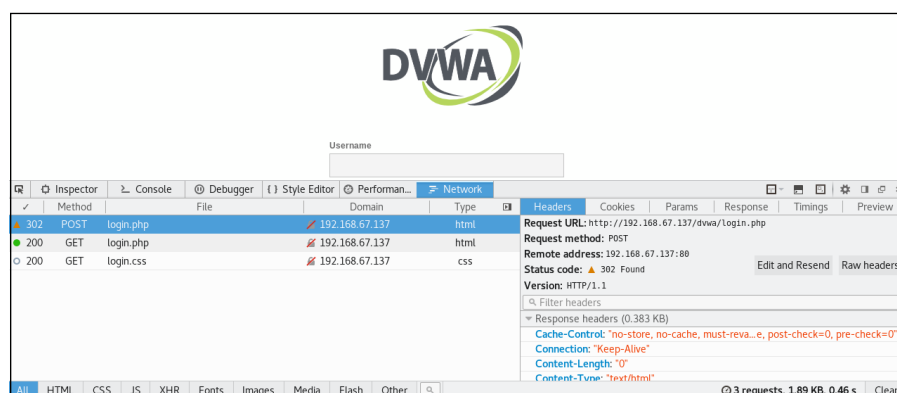 DVWA
Username
Inspector Console Debugger { } Style Editor Performan... Network
✓ Method File Domain Type Headers Cookies Params Response Timings Preview
302 POST login.php 192.168.67.137 html
200 GET login.php 192.168.67.137 html
200 GET login.css 192.168.67.137 css
Request URL: http://192.168.67.137/dvwa/login.php
Request method: POST
Remote address: 192.168.67.137:80
Status code: 302 Found Edit and Resend Raw headers
Version: HTTP/1.1
Filter headers
Response headers (0.383 KB)
Cache-Control: "no-store, no-cache, must-reva...e, post-check=0, pre-check=0"
Connection: "Keep-Alive"
Content-Length: "0"
Content-Type: "text/html"
All HTML CSS JS XHR Fonts Images Media Flash Other 3 requests, 1.89 KB, 0.46 s Clear